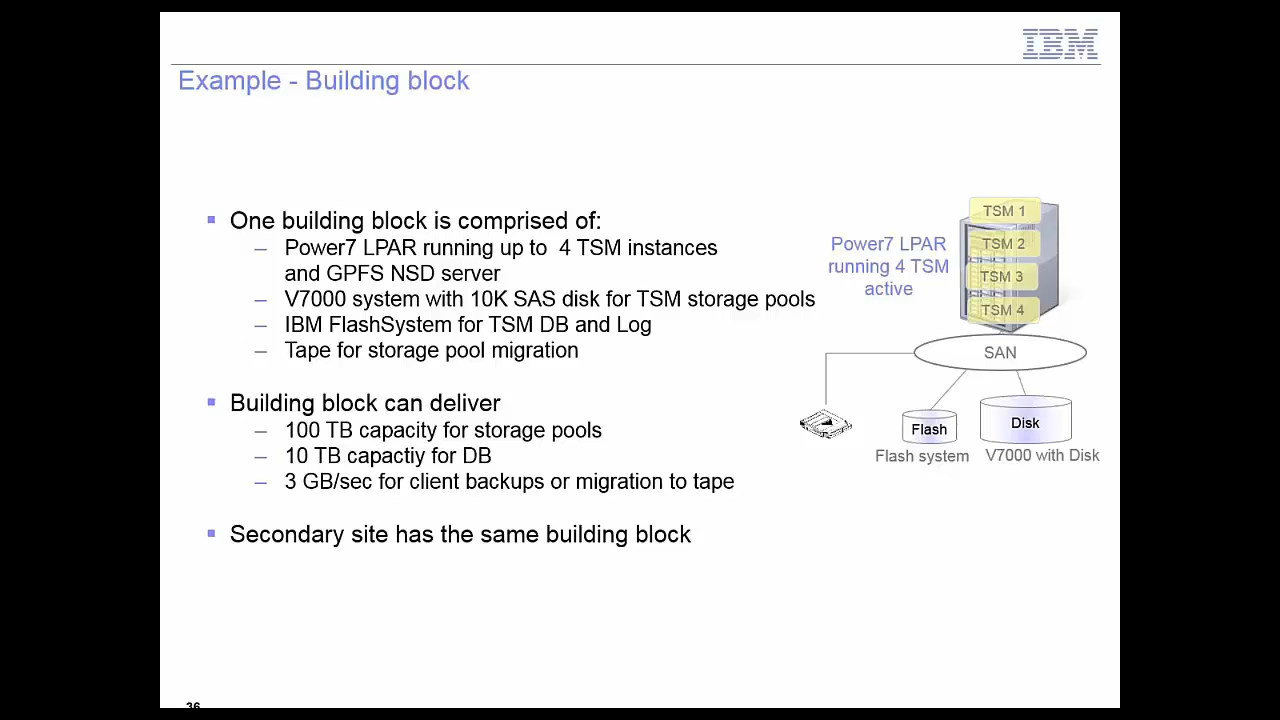 IBM
Example - Building block
One building block is comprised of:
– Power7 LPAR running up to 4 TSM instances
and GPFS NSD server
– V7000 system with 10K SAS disk for TSM storage pools
– IBM FlashSystem for TSM DB and Log
– Tape for storage pool migration
Building block can deliver
– 100 TB capacity for storage pools
– 10 TB capactiy for DB
– 3 GB/sec for client backups or migration to tape
Secondary site has the same building block
Power7 LPAR
running 4 TSM
active
TSM 1
TSM 2
TSM 3
TSM 4
SAN
Flash
Disk
Flash system
V7000 with Disk
36